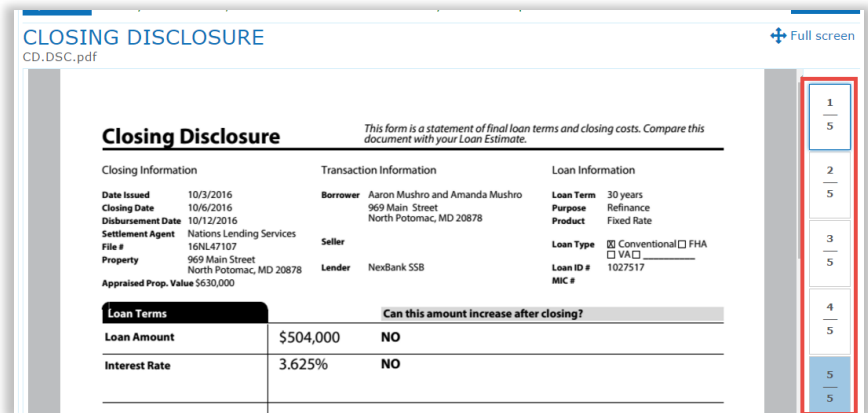 CLOSING DISCLOSURE
Full screen
CD.DSC.pdf
Closing Disclosure
This form is a statement of final loan terms and closing costs. Compare this
document with your Loan Estimate.
Closing Information
Date Issued 10/3/2016
Closing Date 10/6/2016
Disbursement Date 10/12/2016
Settlement Agent Nations Lending Services
File # 16NL47107
Property 969 Main Street
North Potomac, MD 20878
Appraised Prop. Value $630,000
Transaction Information
Borrower Aaron Mushro and Amanda Mushro
969 Main Street
North Potomac, MD 20878
Seller
Lender NexBank SSB
Loan Information
Loan Term 30 years
Purpose Refinance
Product Fixed Rate
Loan Type ☒ Conventional ☐ FHA
☐ VA ☐ __________
Loan ID # 1027517
MIC #
Loan Terms Can this amount increase after closing?
Loan Amount $504,000 NO
Interest Rate 3.625% NO
1
5
2
5
3
5
4
5
5
5